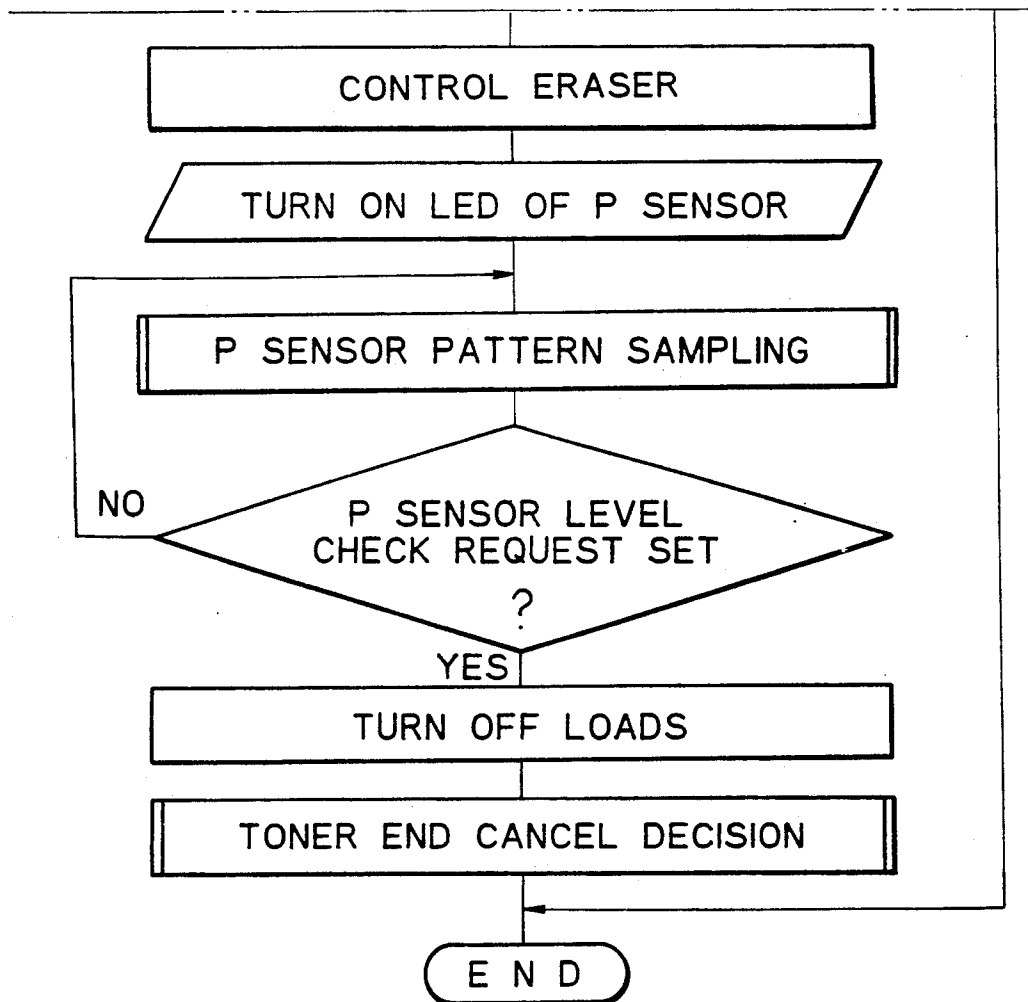 CONTROL ERASER
TURN ON LED OF P SENSOR
P SENSOR PATTERN SAMPLING
NO
P SENSOR LEVEL
CHECK REQUEST SET
?
YES
TURN OFF LOADS
TONER END CANCEL DECISION
END